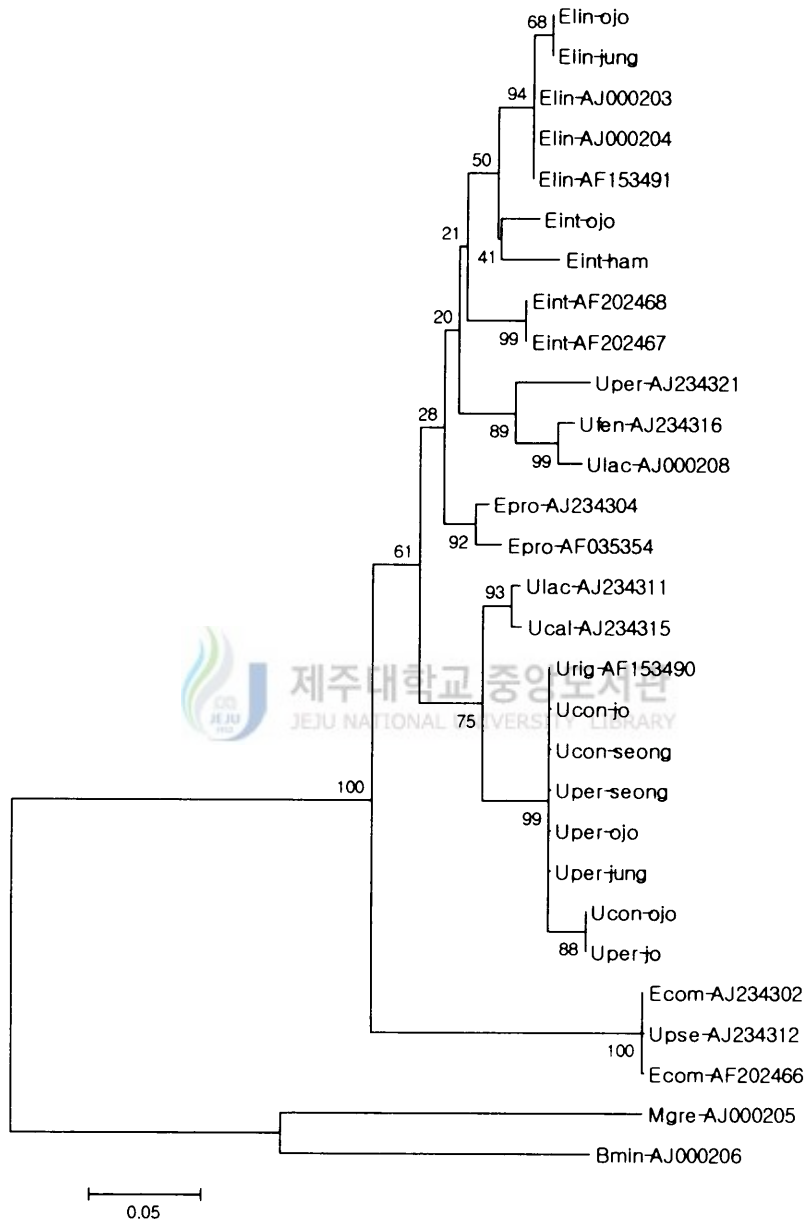 68
Elin-ojo
Elin-jung
94
Elin-AJ000203
Elin-AJ000204
50
Elin-AF153491
Eint-ojo
21
41
Eint-ham
Eint-AF202468
20
99
Eint-AF202467
Uper-AJ234321
28
89
Ufen-AJ234316
99
Ulac-AJ000208
Epro-AJ234304
61
92
Epro-AF035354
93
Ulac-AJ234311
Ucal-AJ234315
Urig-AF153490
제주대학교 중앙도서관
Ucon-jo
75
JEJU NATIONAL UNIVERSITY LIBRARY
JEJU
1952
Ucon-seong
100
Uper-seong
99
Uper-ojo
Uper-jung
Ucon-ojo
88
Uper-jo
Ecom-AJ234302
Upse-AJ234312
100
Ecom-AF202466
Mgre-AJ000205
Bmin-AJ000206
0.05